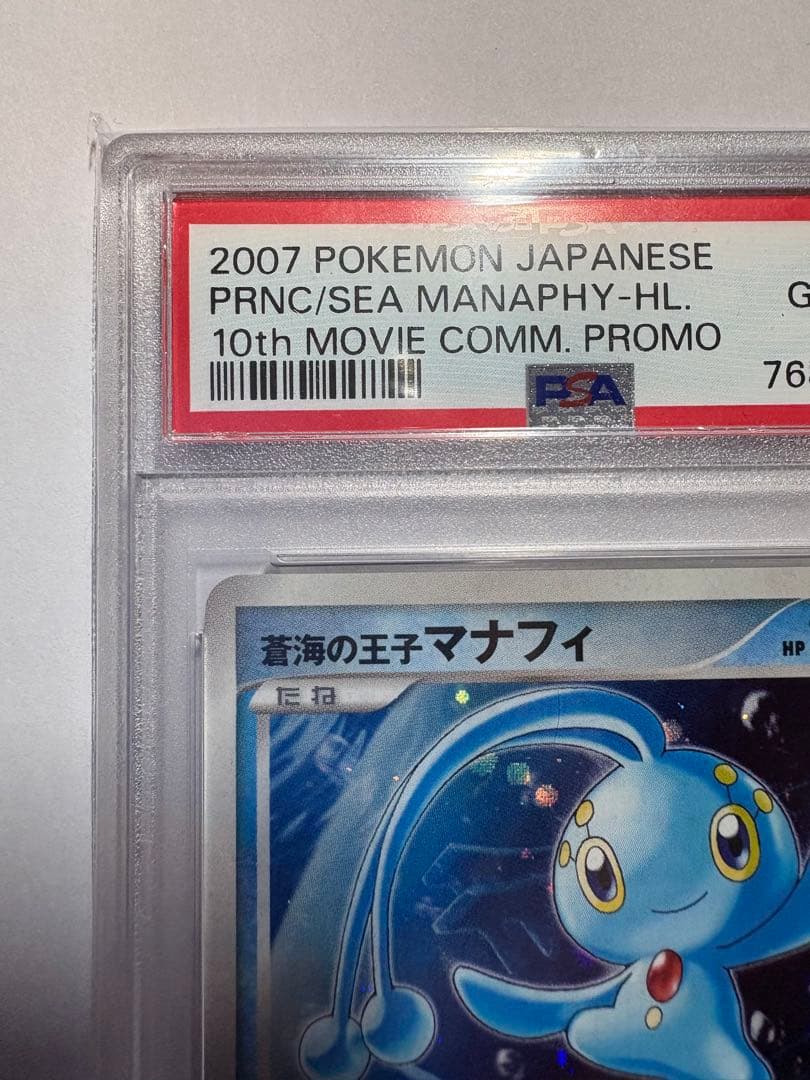 2007 POKEMON JAPANESE
PRNC/SEA MANAPHY-HL.
10th MOVIE COMM. PROMO
PSA
蒼海の王子マナフィ
HP
たね